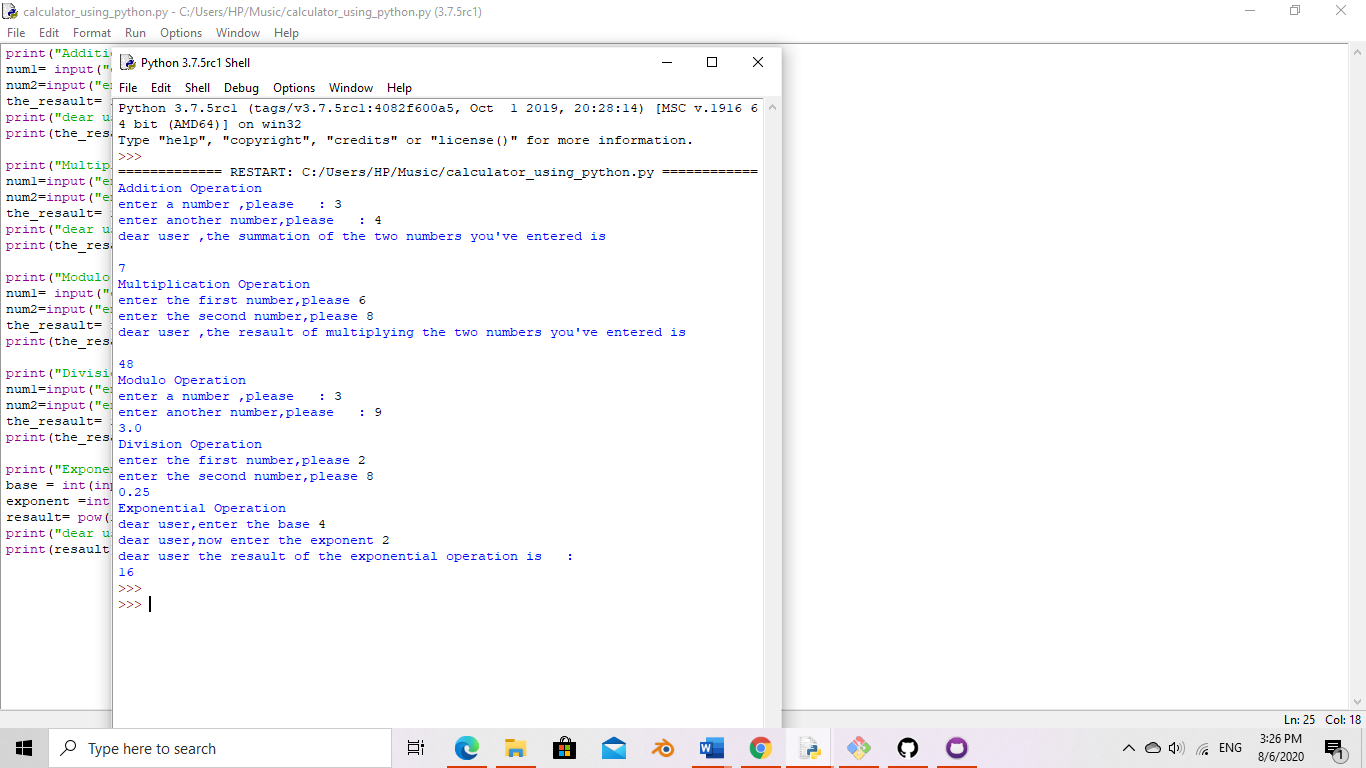 calculator_using_python.py - C:/Users/HP/Music/calculator_using_python.py (3.7.5rc1)
File Edit Format Run Options Window Help
print("Additi
num1= input("
num2=input("e
the_resault=
print("dear u
print(the_res
print("Multip
num1=input("e
num2=input("e
the_resault=
print("dear u
print(the_res
print("Modulo
num1= input("
num2=input("e
the_resault=
print(the_res
print("Divisi
num1=input("e
num2=input("e
the_resault=
print(the_res
print("Expone
base = int(in
exponent =int
resault= pow(
print("dear u
print(resault
Python 3.7.5rc1 Shell
File Edit Shell Debug Options Window Help
Python 3.7.5rc1 (tags/v3.7.5rc1:4082f600a5, Oct  1 2019, 20:28:14) [MSC v.1916 6
4 bit (AMD64)] on win32
Type "help", "copyright", "credits" or "license()" for more information.
>>>
============= RESTART: C:/Users/HP/Music/calculator_using_python.py ============
Addition Operation
enter a number ,please   : 3
enter another number,please   : 4
dear user ,the summation of the two numbers you've entered is
7
Multiplication Operation
enter the first number,please 6
enter the second number,please 8
dear user ,the resault of multiplying the two numbers you've entered is
48
Modulo Operation
enter a number ,please   : 3
enter another number,please   : 9
3.0
Division Operation
enter the first number,please 2
enter the second number,please 8
0.25
Exponential Operation
dear user,enter the base 4
dear user,now enter the exponent 2
dear user the resault of the exponential operation is   :
16
>>>
>>>
Ln: 25 Col: 18
Type here to search
ENG
3:26 PM
8/6/2020
1